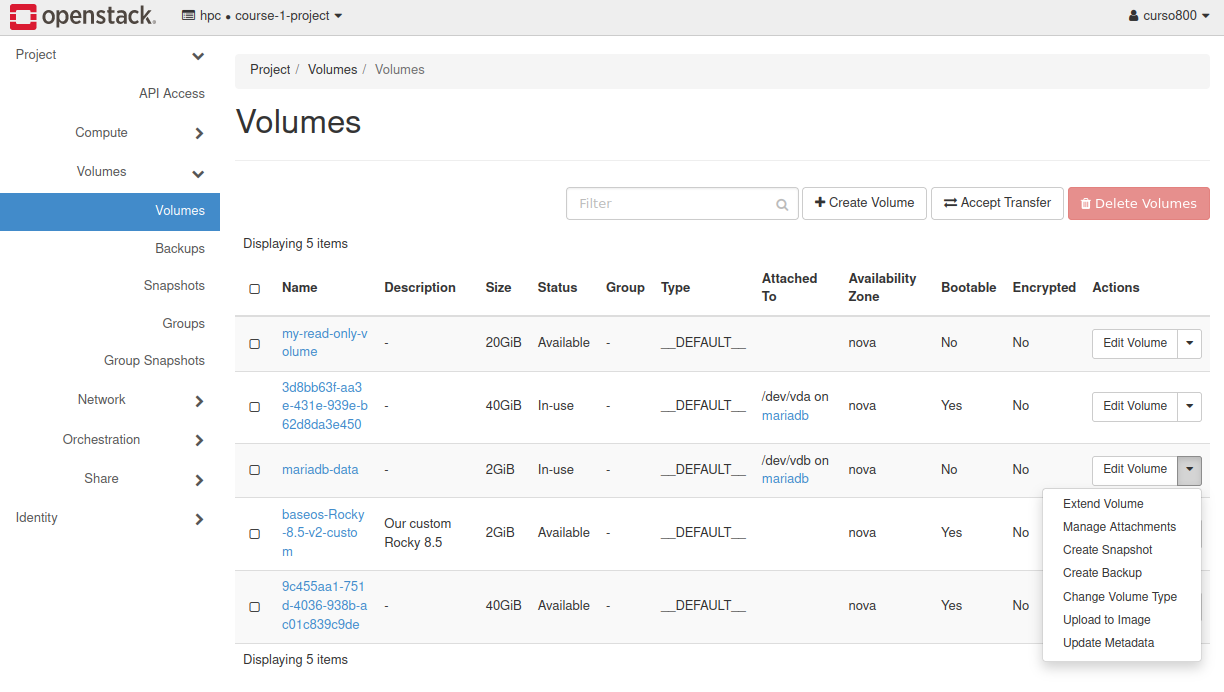 openstack. hpc • course-1-project curso800
Project
API Access
Compute
Volumes
Volumes
Backups
Snapshots
Groups
Group Snapshots
Network
Orchestration
Share
Identity
Project / Volumes / Volumes
Volumes
Filter Create Volume Accept Transfer Delete Volumes
Displaying 5 items
Name Description Size Status Group Type Attached To Availability Zone Bootable Encrypted Actions
my-read-only-v
olume
- 20GiB Available - __DEFAULT__ nova No No Edit Volume
3d8bb63f-aa3
e-431e-939e-b
62d8da3e450
- 40GiB In-use - __DEFAULT__ /dev/vda on
mariadb
nova Yes No Edit Volume
mariadb-data - 2GiB In-use - __DEFAULT__ /dev/vdb on
mariadb
nova No No Edit Volume
baseos-Rocky
-8.5-v2-custo
m
Our custom
Rocky 8.5
2GiB Available - __DEFAULT__ nova Yes No
9c455aa1-751
d-4036-938b-a
c01c839c9de
- 40GiB Available - __DEFAULT__ nova Yes No
Extend Volume
Manage Attachments
Create Snapshot
Create Backup
Change Volume Type
Upload to Image
Update Metadata
Displaying 5 items